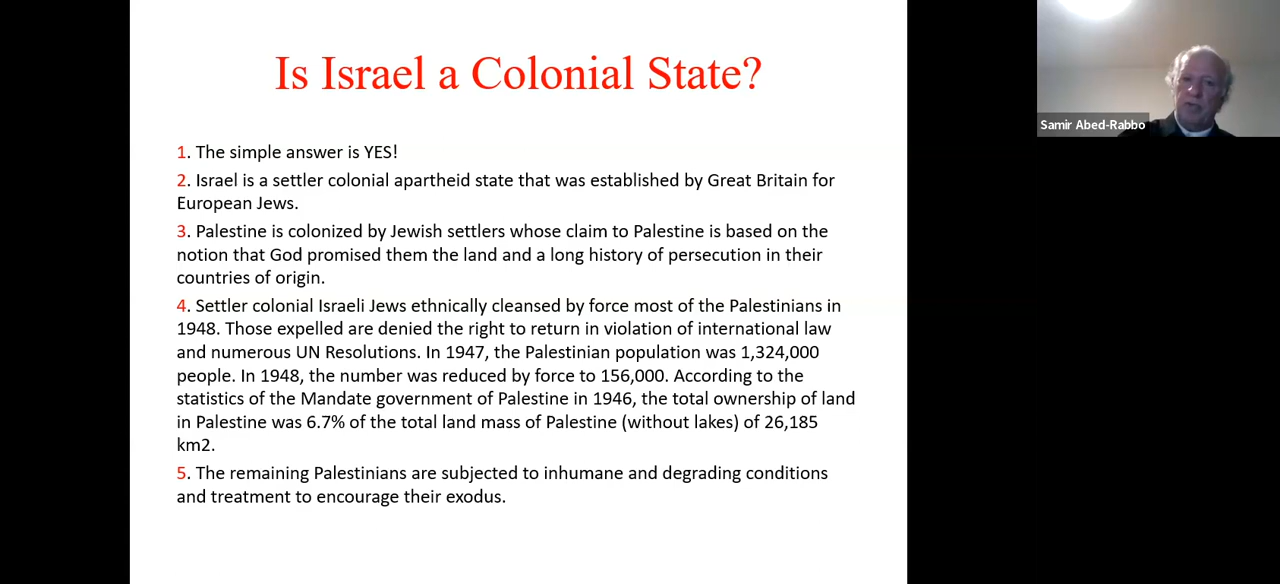 Is Israel a Colonial State?
1. The simple answer is YES!
2. Israel is a settler colonial apartheid state that was established by Great Britain for
European Jews.
3. Palestine is colonized by Jewish settlers whose claim to Palestine is based on the
notion that God promised them the land and a long history of persecution in their
countries of origin.
4. Settler colonial Israeli Jews ethnically cleansed by force most of the Palestinians in
1948. Those expelled are denied the right to return in violation of international law
and numerous UN Resolutions. In 1947, the Palestinian population was 1,324,000
people. In 1948, the number was reduced by force to 156,000. According to the
statistics of the Mandate government of Palestine in 1946, the total ownership of land
in Palestine was 6.7% of the total land mass of Palestine (without lakes) of 26,185
km2.
5. The remaining Palestinians are subjected to inhumane and degrading conditions
and treatment to encourage their exodus.
Samir Abed-Rabbo